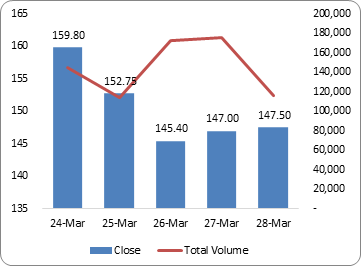 165 200,000
180,000
160 159.80 160,000
155 152.75 140,000
120,000
150 145.40 147.00 147.50 100,000
80,000
145 60,000
140 40,000
20,000
135 -
24-Mar 25-Mar 26-Mar 27-Mar 28-Mar
Close Total Volume